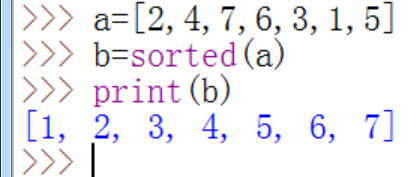 >>> a=[2,4,7,6,3,1,5]
>>> b=sorted(a)
>>> print(b)
[1, 2, 3, 4, 5, 6, 7]
>>>